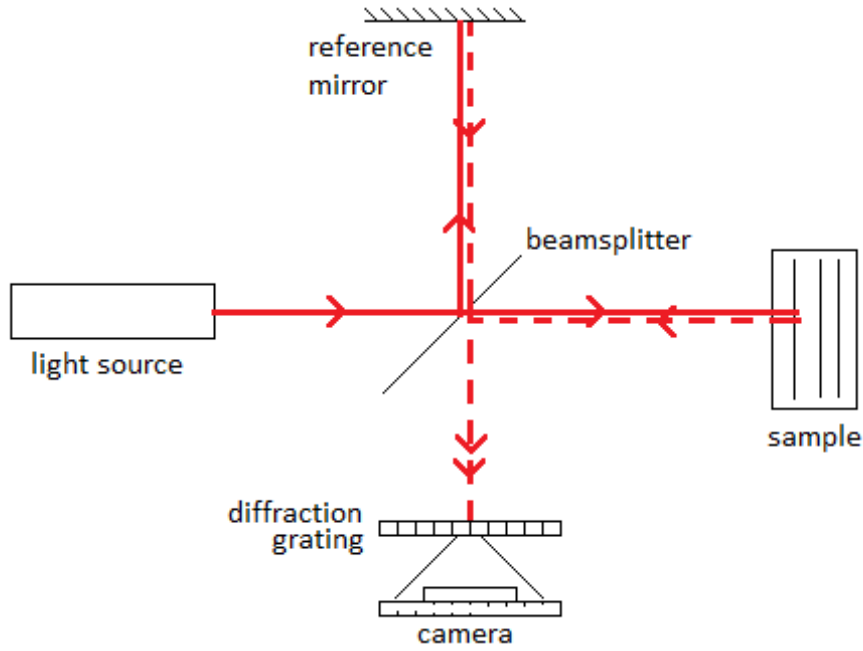 reference
mirror
beamsplitter
light source
sample
diffraction
grating
camera